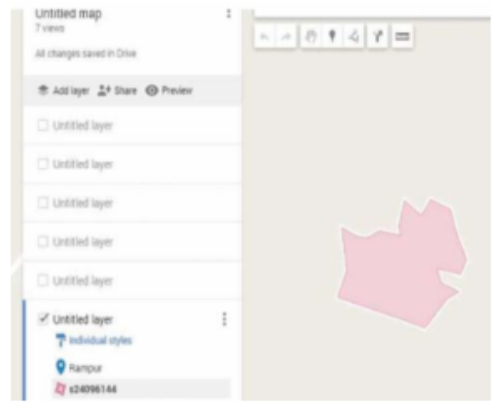 Untitled map
7 views
All changes saved in Drive
Add layer Share Preview
Untitled layer
Untitled layer
Untitled layer
Untitled layer
Untitled layer
Untitled layer
Individual styles
Rampur
s24096144